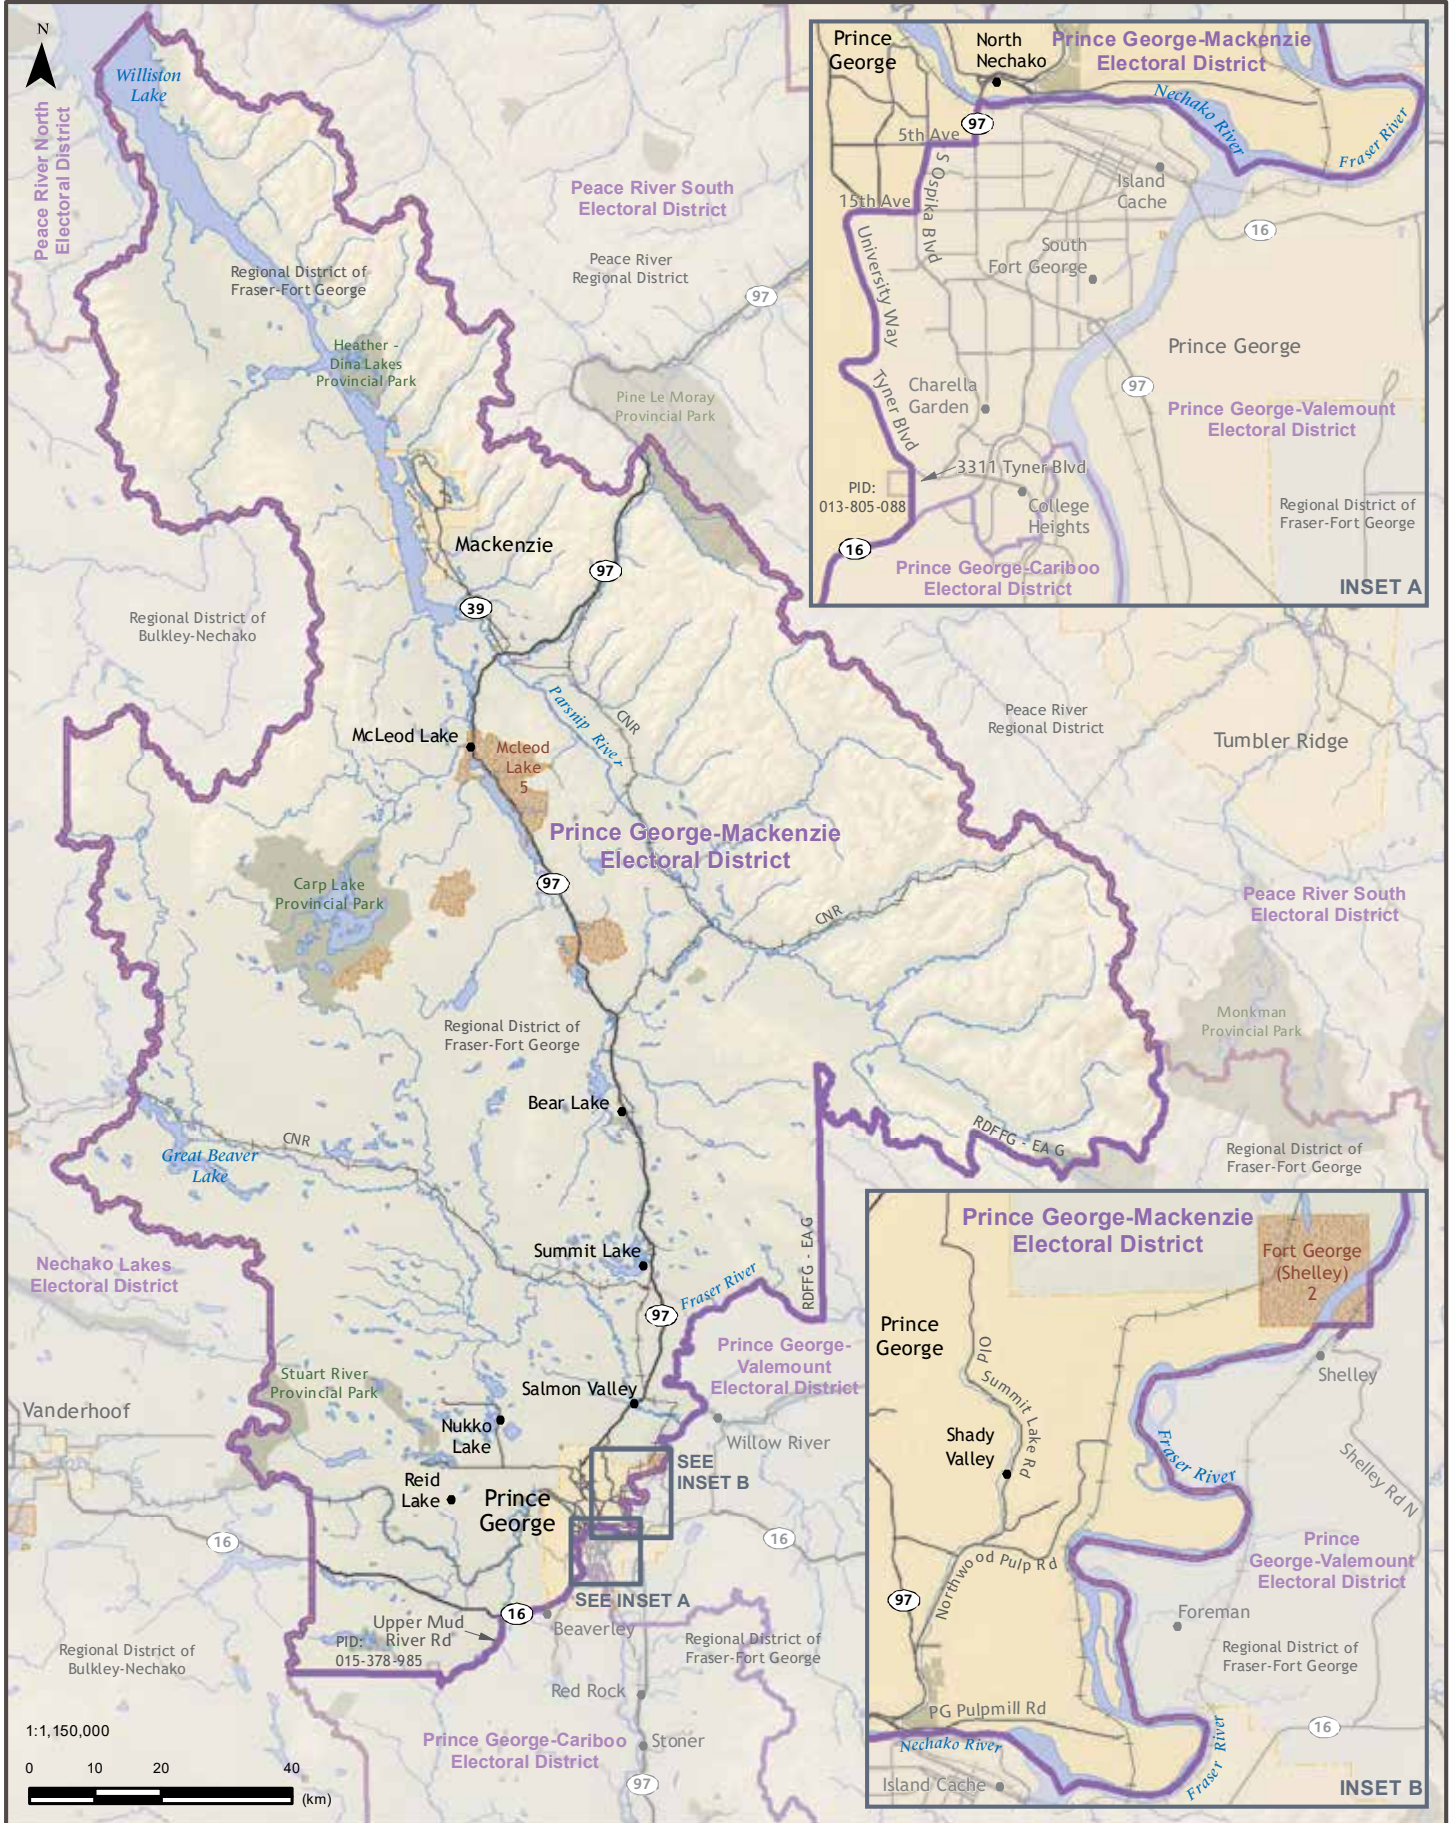 N
Williston
Lake
Peace River North
Electoral District
Peace River South
Electoral District
Peace River
Regional District
97
Regional District of
Fraser-Fort George
Heather -
Dina Lakes
Provincial Park
Pine Le Moray
Provincial Park
Mackenzie
97
39
Regional District of
Bulkley-Nechako
Parsnip River
CNR
McLeod Lake
Mcleod
Lake
5
Peace River
Regional District
Tumbler Ridge
Prince George-Mackenzie
Electoral District
97
Carp Lake
Provincial Park
CNR
Peace River South
Electoral District
Monkman
Provincial Park
Regional District of
Fraser-Fort George
Bear Lake
RDFFG - EA G
Regional District of
Fraser-Fort George
CNR
Great Beaver
Lake
Summit Lake
Fraser River
RDFFG - EA G
97
Nechako Lakes
Electoral District
Prince George-
Valemount
Electoral District
Stuart River
Provincial Park
Salmon Valley
Vanderhoof
Nukko
Lake
Willow River
SEE
INSET B
Reid
Lake
Prince
George
16
16
SEE INSET A
16
Upper Mud
River Rd
Beaverley
PID:
015-378-985
Regional District of
Bulkley-Nechako
Regional District of
Fraser-Fort George
Red Rock
Prince George-Cariboo
Electoral District
Stoner
97
1:1,150,000
0 10 20 40
(km)
Prince
George
North
Nechako
Prince George-Mackenzie
Electoral District
Nechako River
Fraser River
97
5th Ave
S Ospika Blvd
Island
Cache
15th Ave
16
University Way
South
Fort George
Prince George
97
Tyner Blvd
Charella
Garden
Prince George-Valemount
Electoral District
3311 Tyner Blvd
PID:
013-805-088
College
Heights
Regional District of
Fraser-Fort George
16
Prince George-Cariboo
Electoral District
INSET A
Prince George-Mackenzie
Electoral District
Fort George
(Shelley)
2
Prince
George
Old Summit Lake Rd
Shelley
Shady
Valley
Fraser River
Shelley Rd N
Northwood Pulp Rd
Prince
George-Valemount
Electoral District
97
Foreman
Regional District of
Fraser-Fort George
PG Pulpmill Rd
Nechako River
Fraser River
16
Island Cache
INSET B